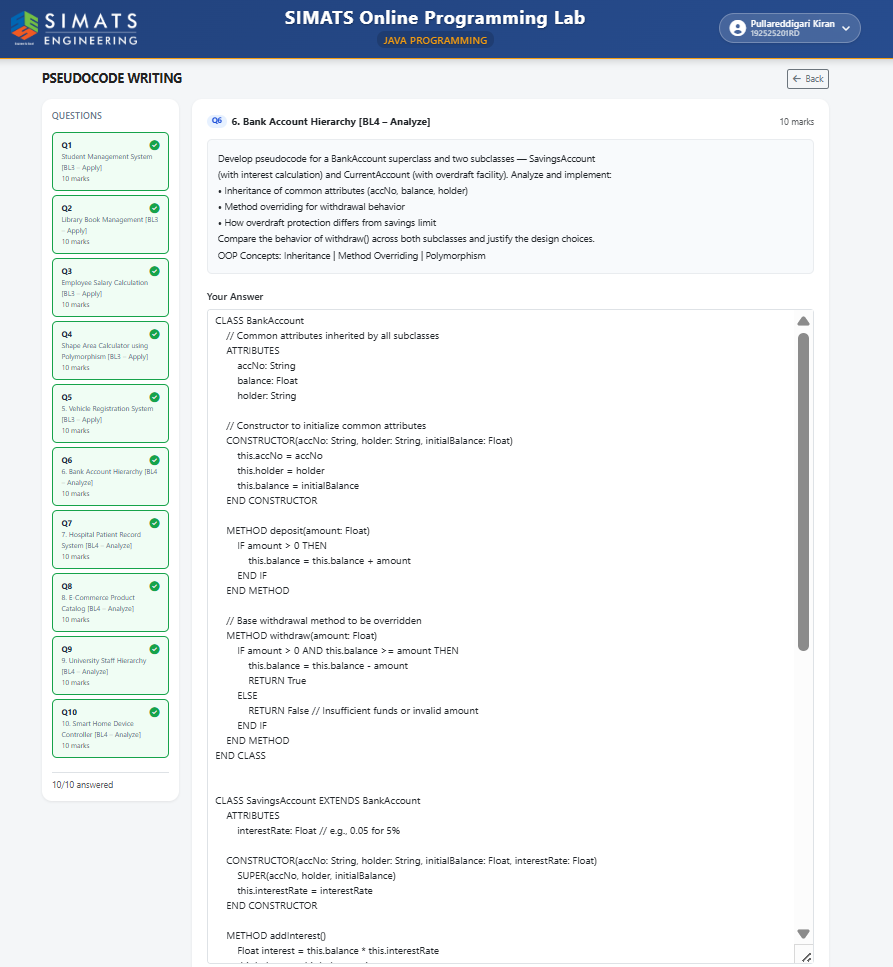 SIMATS
ENGINEERING
SIMATS Online Programming Lab
JAVA PROGRAMMING
Pullareddigari Kiran
192525201RD
PSEUDOCODE WRITING
← Back
QUESTIONS
Q1
Student Management System
[BL3 – Apply]
10 marks
Q2
Library Book Management [BL3
– Apply]
10 marks
Q3
Employee Salary Calculation
[BL3 – Apply]
10 marks
Q4
Shape Area Calculator using
Polymorphism [BL3 – Apply]
10 marks
Q5
5. Vehicle Registration System
[BL3 – Apply]
10 marks
Q6
6. Bank Account Hierarchy [BL4
– Analyze]
10 marks
Q7
7. Hospital Patient Record
System [BL4 – Analyze]
10 marks
Q8
8. E-Commerce Product
Catalog [BL4 – Analyze]
10 marks
Q9
9. University Staff Hierarchy
[BL4 – Analyze]
10 marks
Q10
10. Smart Home Device
Controller [BL4 – Analyze]
10 marks
10/10 answered
Q6 6. Bank Account Hierarchy [BL4 – Analyze] 10 marks
Develop pseudocode for a BankAccount superclass and two subclasses — SavingsAccount
(with interest calculation) and CurrentAccount (with overdraft facility). Analyze and implement:
• Inheritance of common attributes (accNo, balance, holder)
• Method overriding for withdrawal behavior
• How overdraft protection differs from savings limit
Compare the behavior of withdraw() across both subclasses and justify the design choices.
OOP Concepts: Inheritance | Method Overriding | Polymorphism
Your Answer
CLASS BankAccount
// Common attributes inherited by all subclasses
ATTRIBUTES
accNo: String
balance: Float
holder: String
// Constructor to initialize common attributes
CONSTRUCTOR(accNo: String, holder: String, initialBalance: Float)
this.accNo = accNo
this.holder = holder
this.balance = initialBalance
END CONSTRUCTOR
METHOD deposit(amount: Float)
IF amount > 0 THEN
this.balance = this.balance + amount
END IF
END METHOD
// Base withdrawal method to be overridden
METHOD withdraw(amount: Float)
IF amount > 0 AND this.balance >= amount THEN
this.balance = this.balance - amount
RETURN True
ELSE
RETURN False // Insufficient funds or invalid amount
END IF
END METHOD
END CLASS
CLASS SavingsAccount EXTENDS BankAccount
ATTRIBUTES
interestRate: Float // e.g., 0.05 for 5%
CONSTRUCTOR(accNo: String, holder: String, initialBalance: Float, interestRate: Float)
SUPER(accNo, holder, initialBalance)
this.interestRate = interestRate
END CONSTRUCTOR
METHOD addInterest()
Float interest = this.balance * this.interestRate